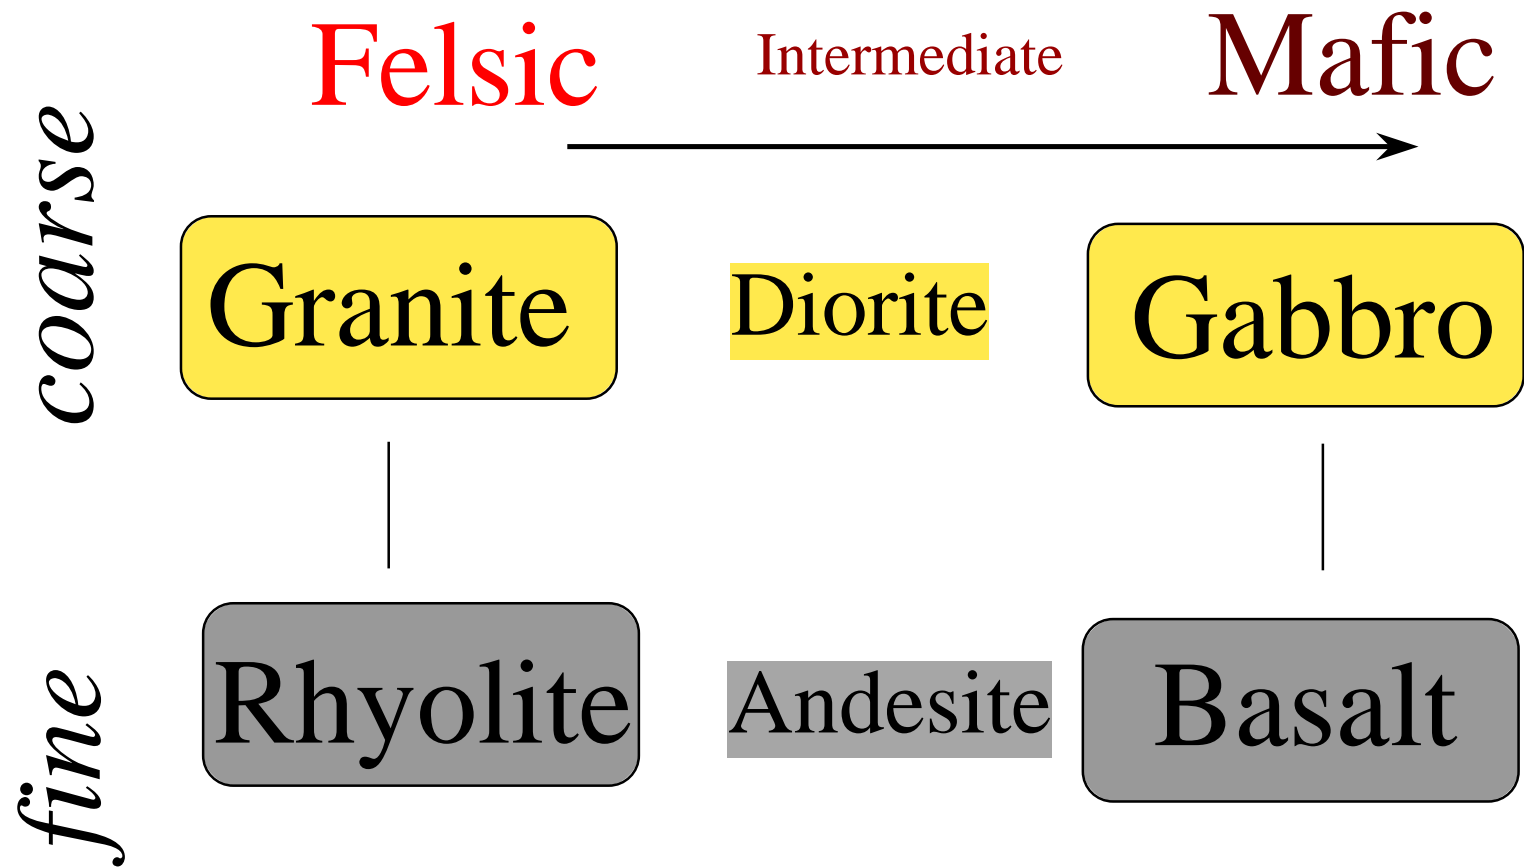 Felsic Intermediate Mafic
coarse
Granite Diorite Gabbro
fine
Rhyolite Andesite Basalt